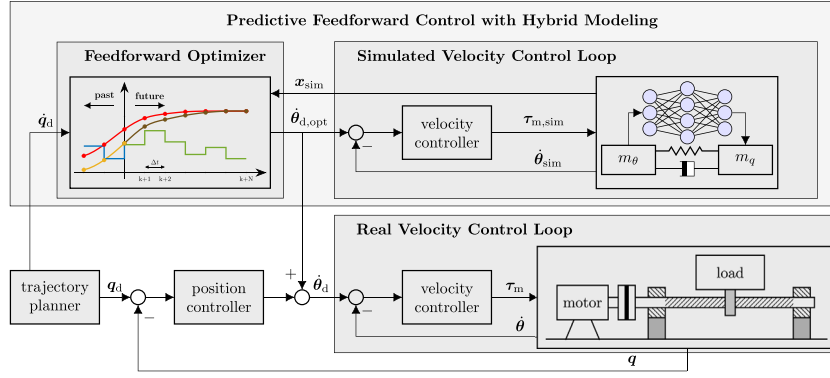 Predictive Feedforward Control with Hybrid Modeling
Feedforward Optimizer
Simulated Velocity Control Loop
past
future
Δt
k+1
k+2
k+N
q̇_d
x_sim
θ̇_d,opt
−
velocity
controller
τ_m,sim
θ̇_sim
m_θ
m_q
Real Velocity Control Loop
trajectory
planner
q_d
−
position
controller
+
θ̇_d
−
velocity
controller
τ_m
θ̇
motor
load
q